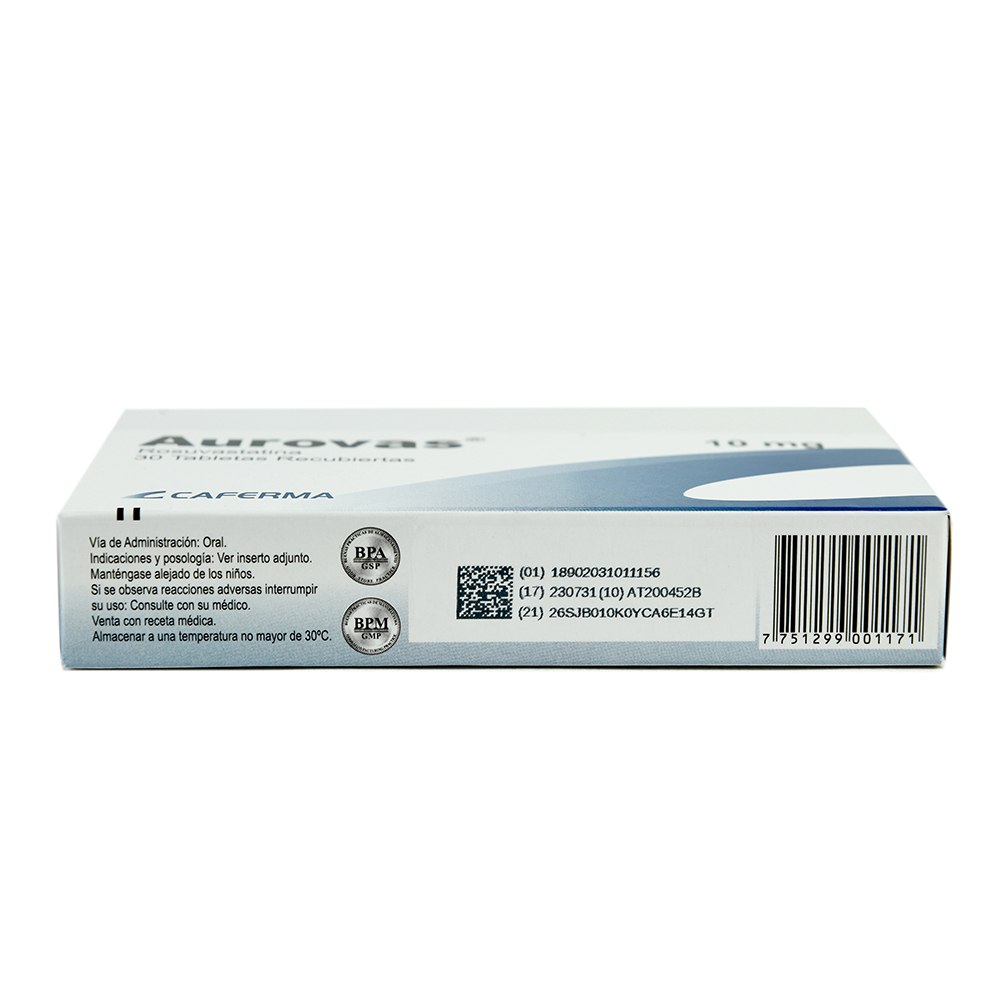 Aurovas®
10 mg
Rosuvastatina
30 Tabletas Recubiertas
CAFERMA
Vía de Administración: Oral.
Indicaciones y posología: Ver inserto adjunto.
Manténgase alejado de los niños.
Si se observa reacciones adversas interrumpir
su uso: Consulte con su médico.
Venta con receta médica.
Almacenar a una temperatura no mayor de 30ºC.
BPA
GSP
BPM
GMP
(01) 18902031011156
(17) 230731 (10) AT200452B
(21) 26SJB010K0YCA6E14GT
7 751299 001171